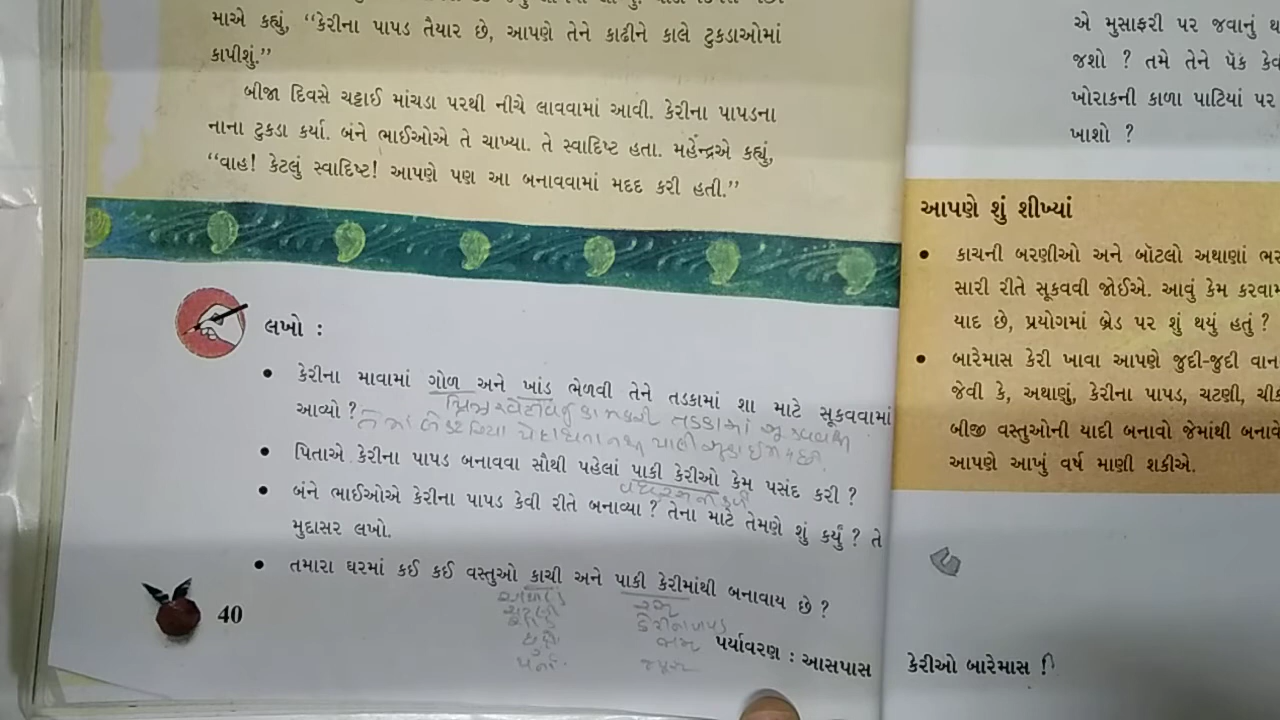 માએ કહ્યું, “કેરીના પાપડ તૈયાર છે, આપણે તેને કાઢીને કાલે ટુકડાઓમાં
કાપીશું.”
બીજા દિવસે ચટ્ટાઈ માંચડા પરથી નીચે લાવવામાં આવી. કેરીના પાપડના
નાના ટુકડા કર્યા. બંને ભાઈઓએ તે ચાખ્યા. તે સ્વાદિષ્ટ હતા. મહેન્દ્રએ કહ્યું,
“વાહ! કેટલું સ્વાદિષ્ટ! આપણે પણ આ બનાવવામાં મદદ કરી હતી.”
લખો :
• કેરીના માવામાં ગોળ અને ખાંડ ભેળવી તેને તડકામાં શા માટે સૂકવવામાં
આવ્યો ?
• પિતાએ કેરીના પાપડ બનાવવા સૌથી પહેલાં પાકી કેરીઓ કેમ પસંદ કરી ?
• બંને ભાઈઓએ કેરીના પાપડ કેવી રીતે બનાવ્યા ? તેના માટે તેમણે શું કર્યું ? તે
મુદ્દાસર લખો.
• તમારા ઘરમાં કઈ કઈ વસ્તુઓ કાચી અને પાકી કેરીમાંથી બનાવાય છે ?
રસ
કેરીના પાપડ
40
પર્યાવરણ : આસપાસ
એ મુસાફરી પર જવાનું
જશો ? તમે તેને પૅક
ખોરાકની કાળા પાટિયાં પર
ખાશો ?
આપણે શું શીખ્યાં
• કાચની બરણીઓ અને બૉટલો અથાણાં
સારી રીતે સૂકવવી જોઈએ. આવું કેમ
યાદ છે, પ્રયોગમાં બ્રેડ પર શું થયું હતું ?
• બારેમાસ કેરી ખાવા આપણે જુદી-જુદી
જેવી કે, અથાણું, કેરીના પાપડ, ચટણી,
બીજી વસ્તુઓની યાદી બનાવો જેમાંથી
આપણે આખું વર્ષ માણી શકીએ.
કેરીઓ બારેમાસ !